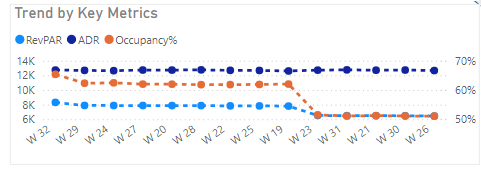 Trend by Key Metrics
RevPAR ADR Occupancy%
14K 70%
12K
10K 60%
8K
6K 50%
W 32 W 29 W 24 W 27 W 20 W 28 W 22 W 25 W 19 W 23 W 31 W 21 W 30 W 26